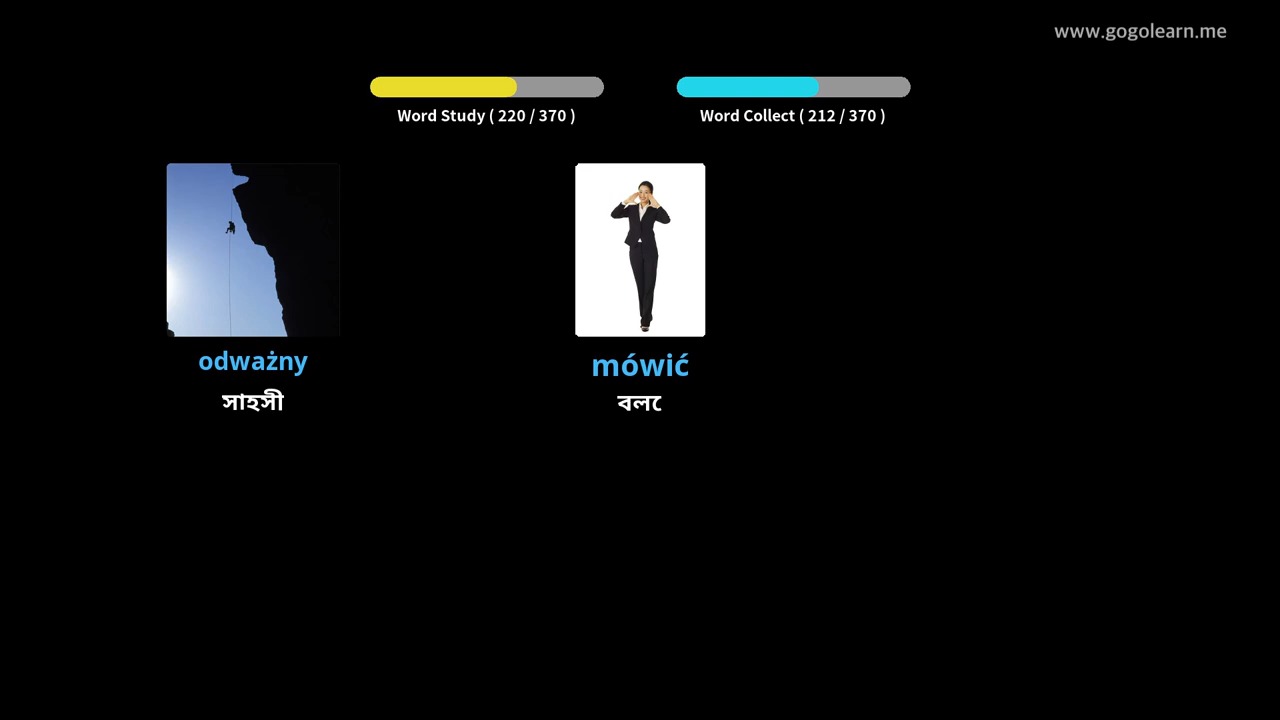 www.gogolearn.me
Word Study ( 220 / 370 )
Word Collect ( 212 / 370 )
odważny
mówić
সাহসী
বলে